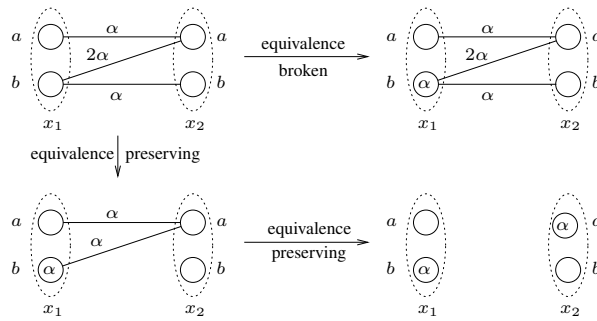 a α a a α a
2α equivalence 2α
b α b broken b α α b
x₁ x₂ x₁ x₂
equivalence preserving
a α a a α a
α equivalence
b α b preserving b α b
x₁ x₂ x₁ x₂